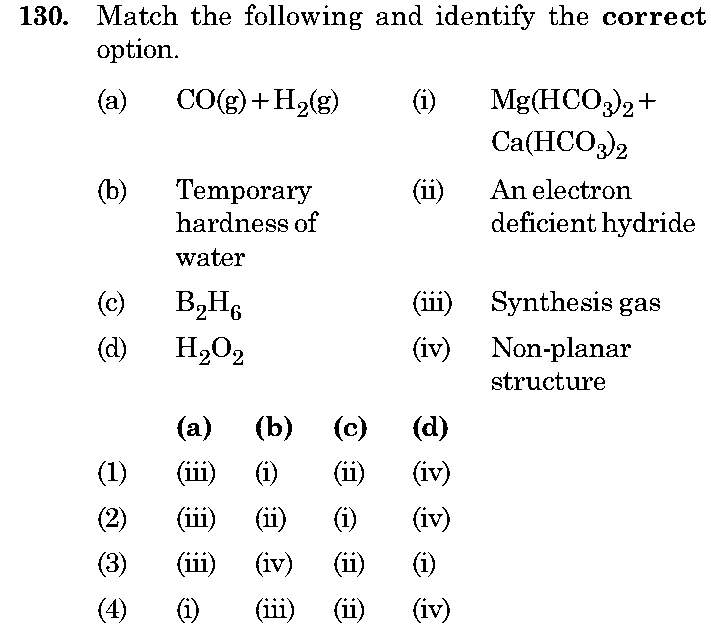 130. Match the following and identify the correct
option.
(a) CO(g) + H₂(g) (i) Mg(HCO₃)₂ +
Ca(HCO₃)₂
(b) Temporary (ii) An electron
hardness of deficient hydride
water
(c) B₂H₆ (iii) Synthesis gas
(d) H₂O₂ (iv) Non-planar
structure
(a) (b) (c) (d)
(1) (iii) (i) (ii) (iv)
(2) (iii) (ii) (i) (iv)
(3) (iii) (iv) (ii) (i)
(4) (i) (iii) (ii) (iv)